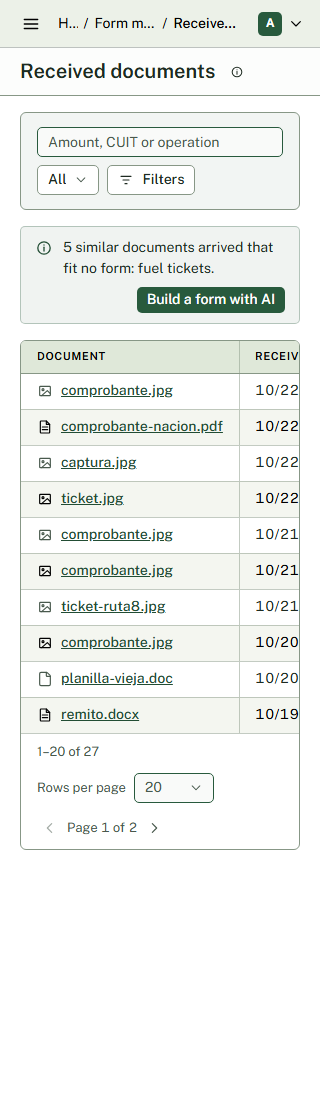 H... / Form m... / Receive...
A
Received documents
Amount, CUIT or operation
All
Filters
5 similar documents arrived that
fit no form: fuel tickets.
Build a form with AI
DOCUMENT RECEIV
comprobante.jpg 10/22
comprobante-nacion.pdf 10/22
captura.jpg 10/22
ticket.jpg 10/22
comprobante.jpg 10/21
comprobante.jpg 10/21
ticket-ruta8.jpg 10/21
comprobante.jpg 10/20
planilla-vieja.doc 10/20
remito.docx 10/19
1–20 of 27
Rows per page 20
Page 1 of 2